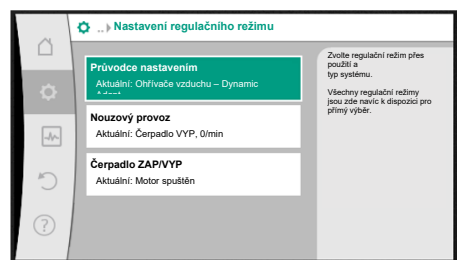 .. Nastavení regulačního režimu
Průvodce nastavením
Aktuální: Ohřívače vzduchu – Dynamic
Nouzový provoz
Aktuální: Čerpadlo VYP, 0/min
Čerpadlo ZAP/VYP
Aktuální: Motor spuštěn
Zvolte regulační režim přes
použití a
typ systému.
Všechny regulační režimy
jsou zde navíc k dispozici pro
přímý výběr.